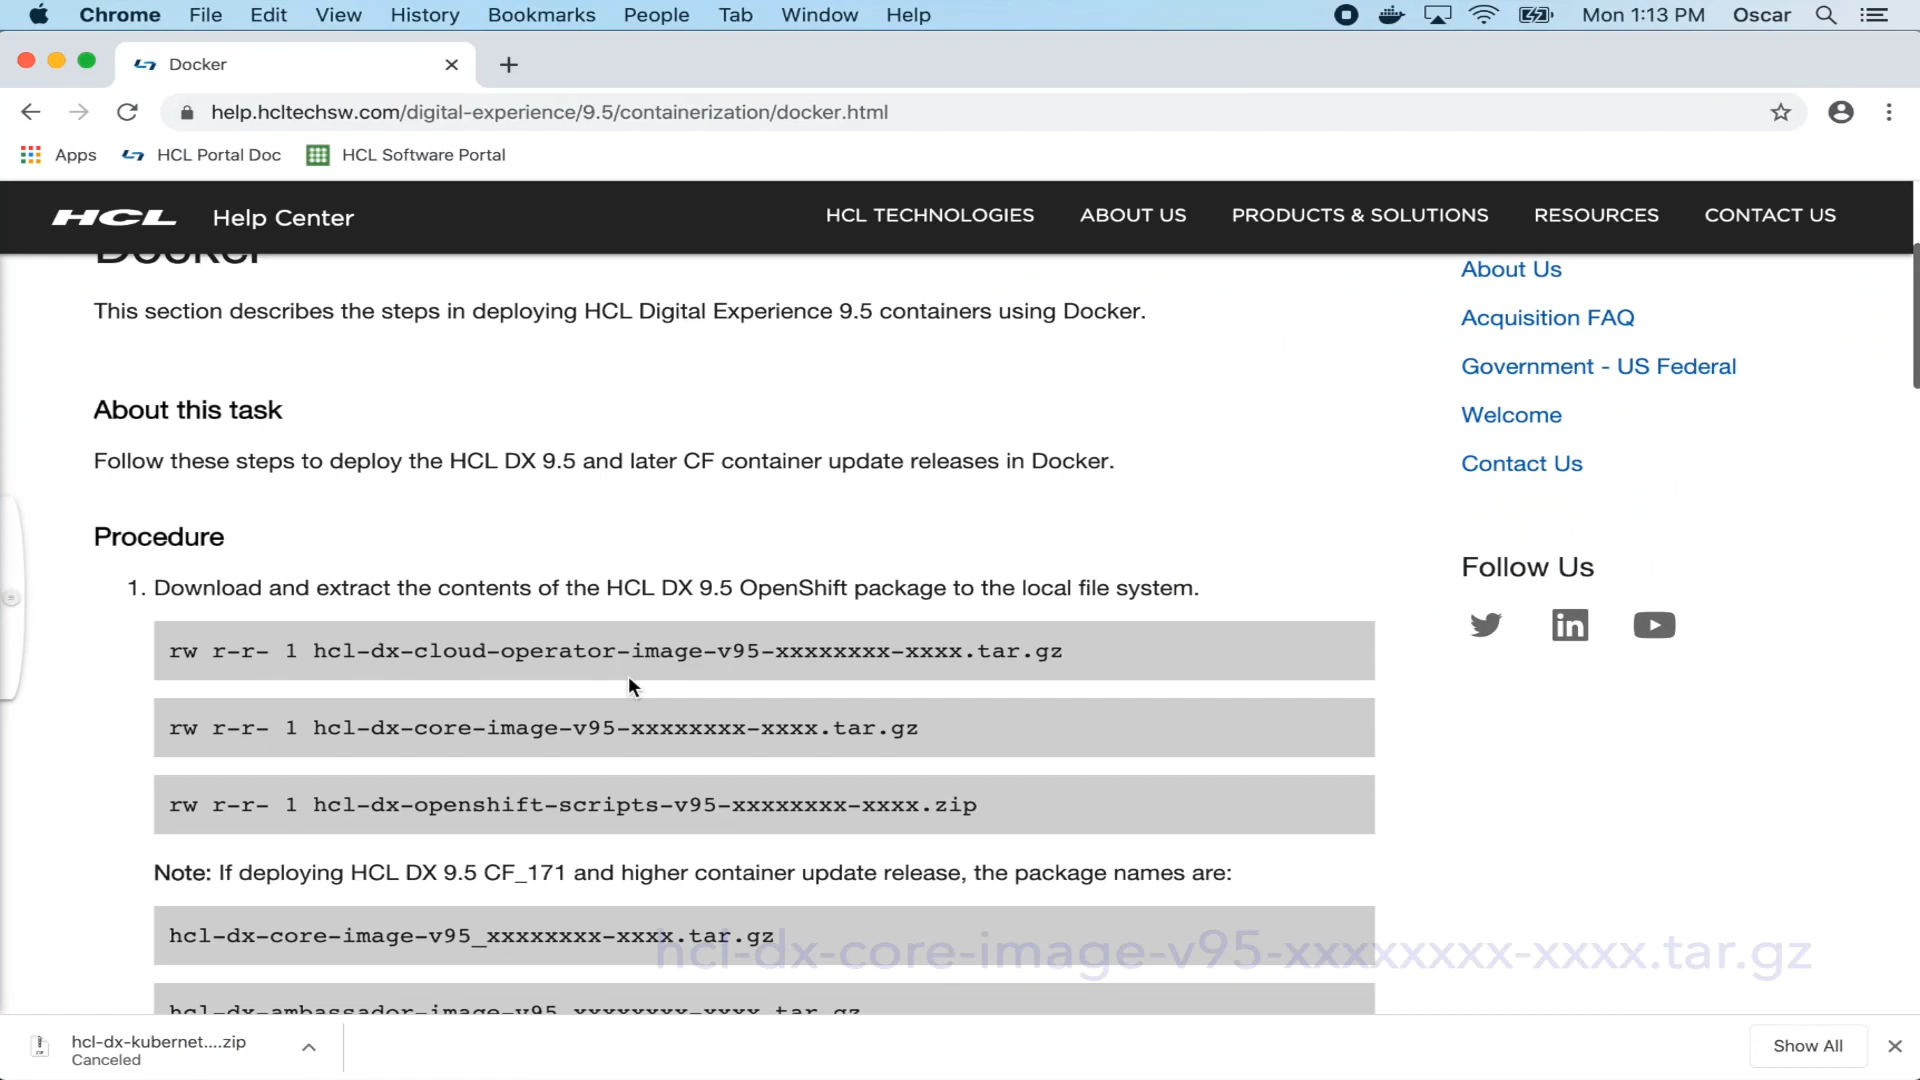 Chrome File Edit View History Bookmarks People Tab Window Help Mon 1:13 PM Oscar
Docker
help.hcltechsw.com/digital-experience/9.5/containerization/docker.html
Apps HCL Portal Doc HCL Software Portal
HCL Help Center HCL TECHNOLOGIES ABOUT US PRODUCTS & SOLUTIONS RESOURCES CONTACT US
Docker
This section describes the steps in deploying HCL Digital Experience 9.5 containers using Docker.
About this task
Follow these steps to deploy the HCL DX 9.5 and later CF container update releases in Docker.
Procedure
1. Download and extract the contents of the HCL DX 9.5 OpenShift package to the local file system.
rw r-r- 1 hcl-dx-cloud-operator-image-v95-xxxxxxxx-xxxx.tar.gz
rw r-r- 1 hcl-dx-core-image-v95-xxxxxxxx-xxxx.tar.gz
rw r-r- 1 hcl-dx-openshift-scripts-v95-xxxxxxxx-xxxx.zip
Note: If deploying HCL DX 9.5 CF_171 and higher container update release, the package names are:
hcl-dx-core-image-v95_xxxxxxxx-xxxx.tar.gz
hcl-dx-core-image-v95-xxxxxxxx-xxxx.tar.gz
hcl-dx-ambassador-image-v95_xxxxxxxx-xxxx.tar.gz
About Us
Acquisition FAQ
Government - US Federal
Welcome
Contact Us
Follow Us
hcl-dx-kubernet....zip
Canceled
Show All